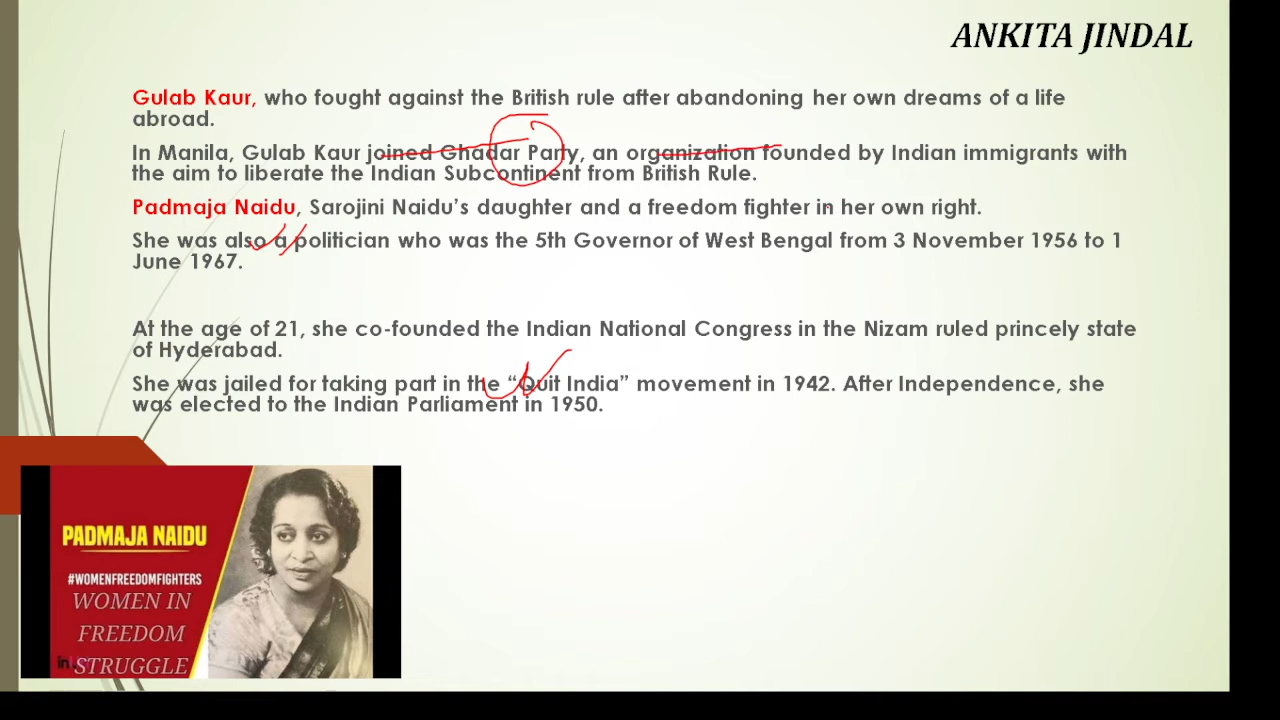 ANKITA JINDAL
Gulab Kaur, who fought against the British rule after abandoning her own dreams of a life
abroad.
In Manila, Gulab Kaur joined Ghadar Party, an organization founded by Indian immigrants with
the aim to liberate the Indian Subcontinent from British Rule.
Padmaja Naidu, Sarojini Naidu's daughter and a freedom fighter in her own right.
She was also a politician who was the 5th Governor of West Bengal from 3 November 1956 to 1
June 1967.
At the age of 21, she co-founded the Indian National Congress in the Nizam ruled princely state
of Hyderabad.
She was jailed for taking part in the “Quit India” movement in 1942. After Independence, she
was elected to the Indian Parliament in 1950.
PADMAJA NAIDU
#WOMENFREEDOMFIGHTERS
WOMEN IN
FREEDOM
STRUGGLE